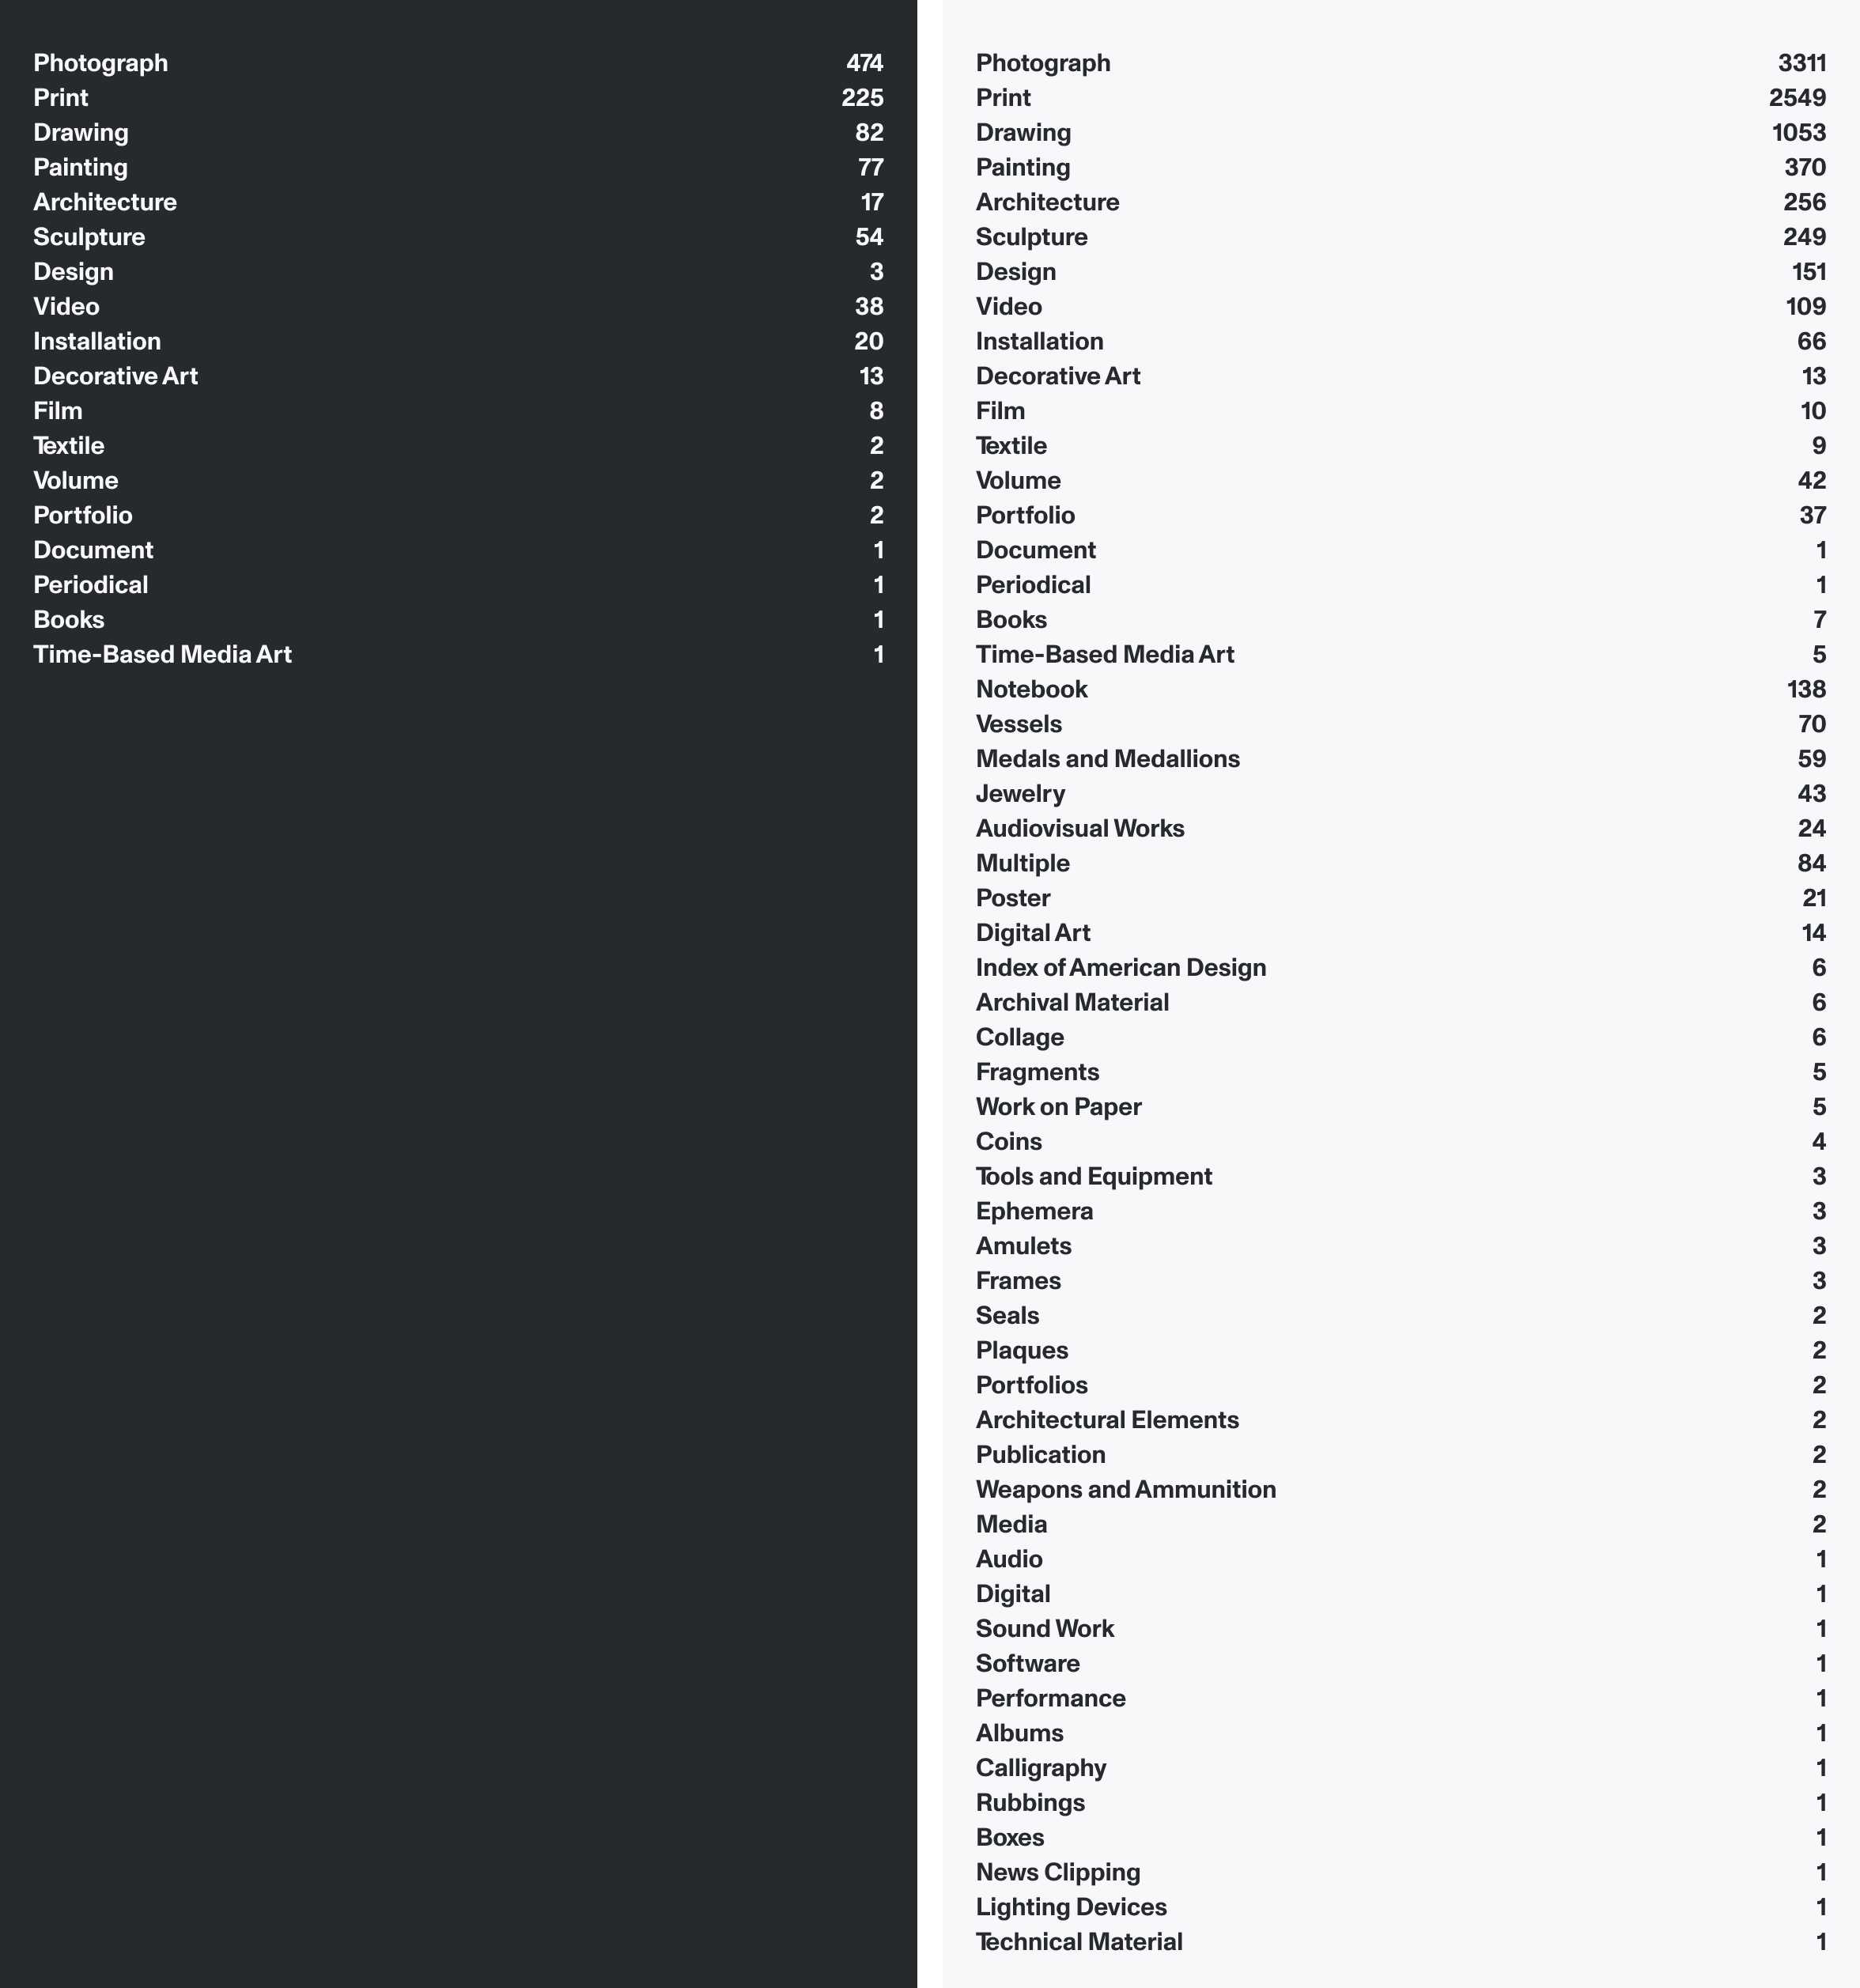 Photograph 474
Print 225
Drawing 82
Painting 77
Architecture 17
Sculpture 54
Design 3
Video 38
Installation 20
Decorative Art 13
Film 8
Textile 2
Volume 2
Portfolio 2
Document 1
Periodical 1
Books 1
Time-Based Media Art 1
Photograph 3311
Print 2549
Drawing 1053
Painting 370
Architecture 256
Sculpture 249
Design 151
Video 109
Installation 66
Decorative Art 13
Film 10
Textile 9
Volume 42
Portfolio 37
Document 1
Periodical 1
Books 7
Time-Based Media Art 5
Notebook 138
Vessels 70
Medals and Medallions 59
Jewelry 43
Audiovisual Works 24
Multiple 84
Poster 21
Digital Art 14
Index of American Design 6
Archival Material 6
Collage 6
Fragments 5
Work on Paper 5
Coins 4
Tools and Equipment 3
Ephemera 3
Amulets 3
Frames 3
Seals 2
Plaques 2
Portfolios 2
Architectural Elements 2
Publication 2
Weapons and Ammunition 2
Media 2
Audio 1
Digital 1
Sound Work 1
Software 1
Performance 1
Albums 1
Calligraphy 1
Rubbings 1
Boxes 1
News Clipping 1
Lighting Devices 1
Technical Material 1